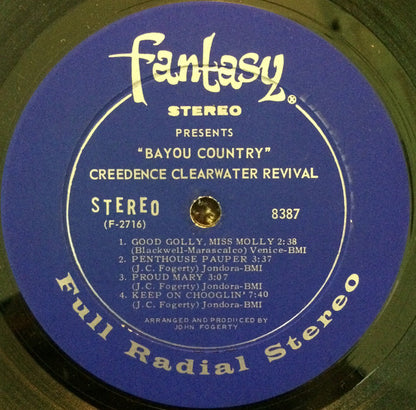 fantasy®
STEREO
PRESENTS
"BAYOU COUNTRY"
CREEDENCE CLEARWATER REVIVAL
STEREO 8387
(F-2716)
1. GOOD GOLLY, MISS MOLLY 2:38
(Blackwell-Marascalco) Venice-BMI
2. PENTHOUSE PAUPER 3:37
(J.C. Fogerty) Jondora-BMI
3. PROUD MARY 3:07
(J.C. Fogerty) Jondora-BMI
4. KEEP ON CHOOGLIN' 7:40
(J.C. Fogerty) Jondora-BMI
ARRANGED AND PRODUCED BY
JOHN FOGERTY
Full Radial Stereo